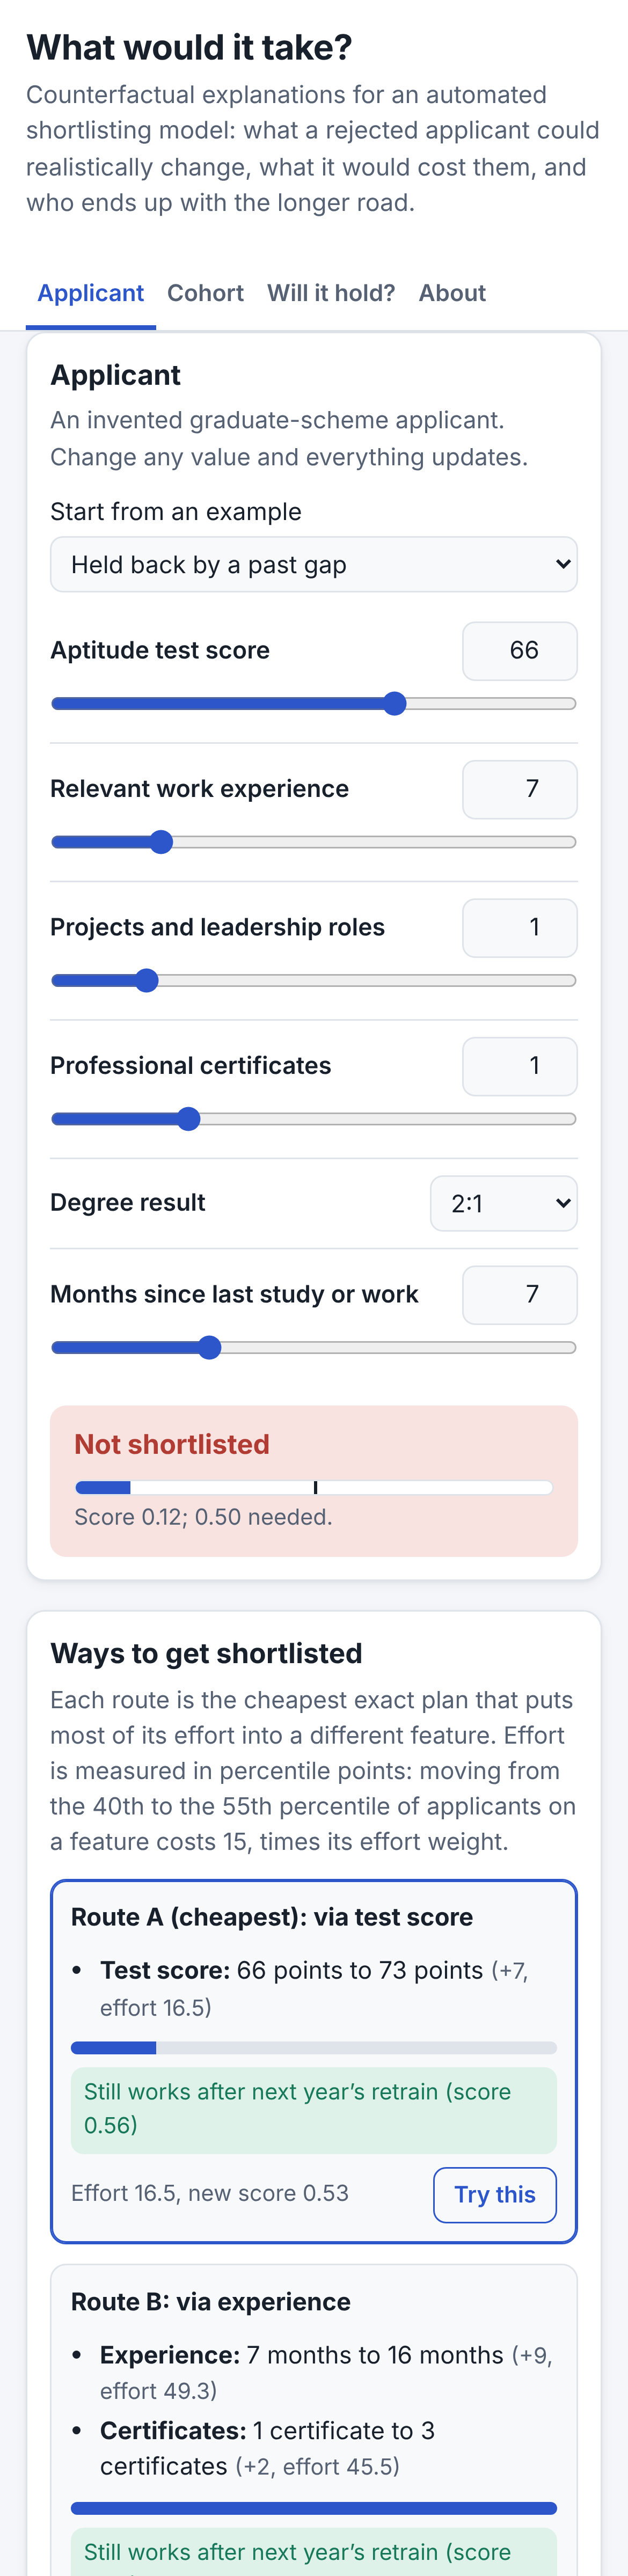 What would it take?
Counterfactual explanations for an automated
shortlisting model: what a rejected applicant could
realistically change, what it would cost them, and
who ends up with the longer road.
Applicant Cohort Will it hold? About
Applicant
An invented graduate-scheme applicant.
Change any value and everything updates.
Start from an example
Held back by a past gap
Aptitude test score 66
Relevant work experience 7
Projects and leadership roles 1
Professional certificates 1
Degree result 2:1
Months since last study or work 7
Not shortlisted
Score 0.12; 0.50 needed.
Ways to get shortlisted
Each route is the cheapest exact plan that puts
most of its effort into a different feature. Effort
is measured in percentile points: moving from
the 40th to the 55th percentile of applicants on
a feature costs 15, times its effort weight.
Route A (cheapest): via test score
• Test score: 66 points to 73 points (+7,
effort 16.5)
Still works after next year’s retrain (score
0.56)
Effort 16.5, new score 0.53 Try this
Route B: via experience
• Experience: 7 months to 16 months (+9,
effort 49.3)
• Certificates: 1 certificate to 3
certificates (+2, effort 45.5)
Still works after next year’s retrain (score